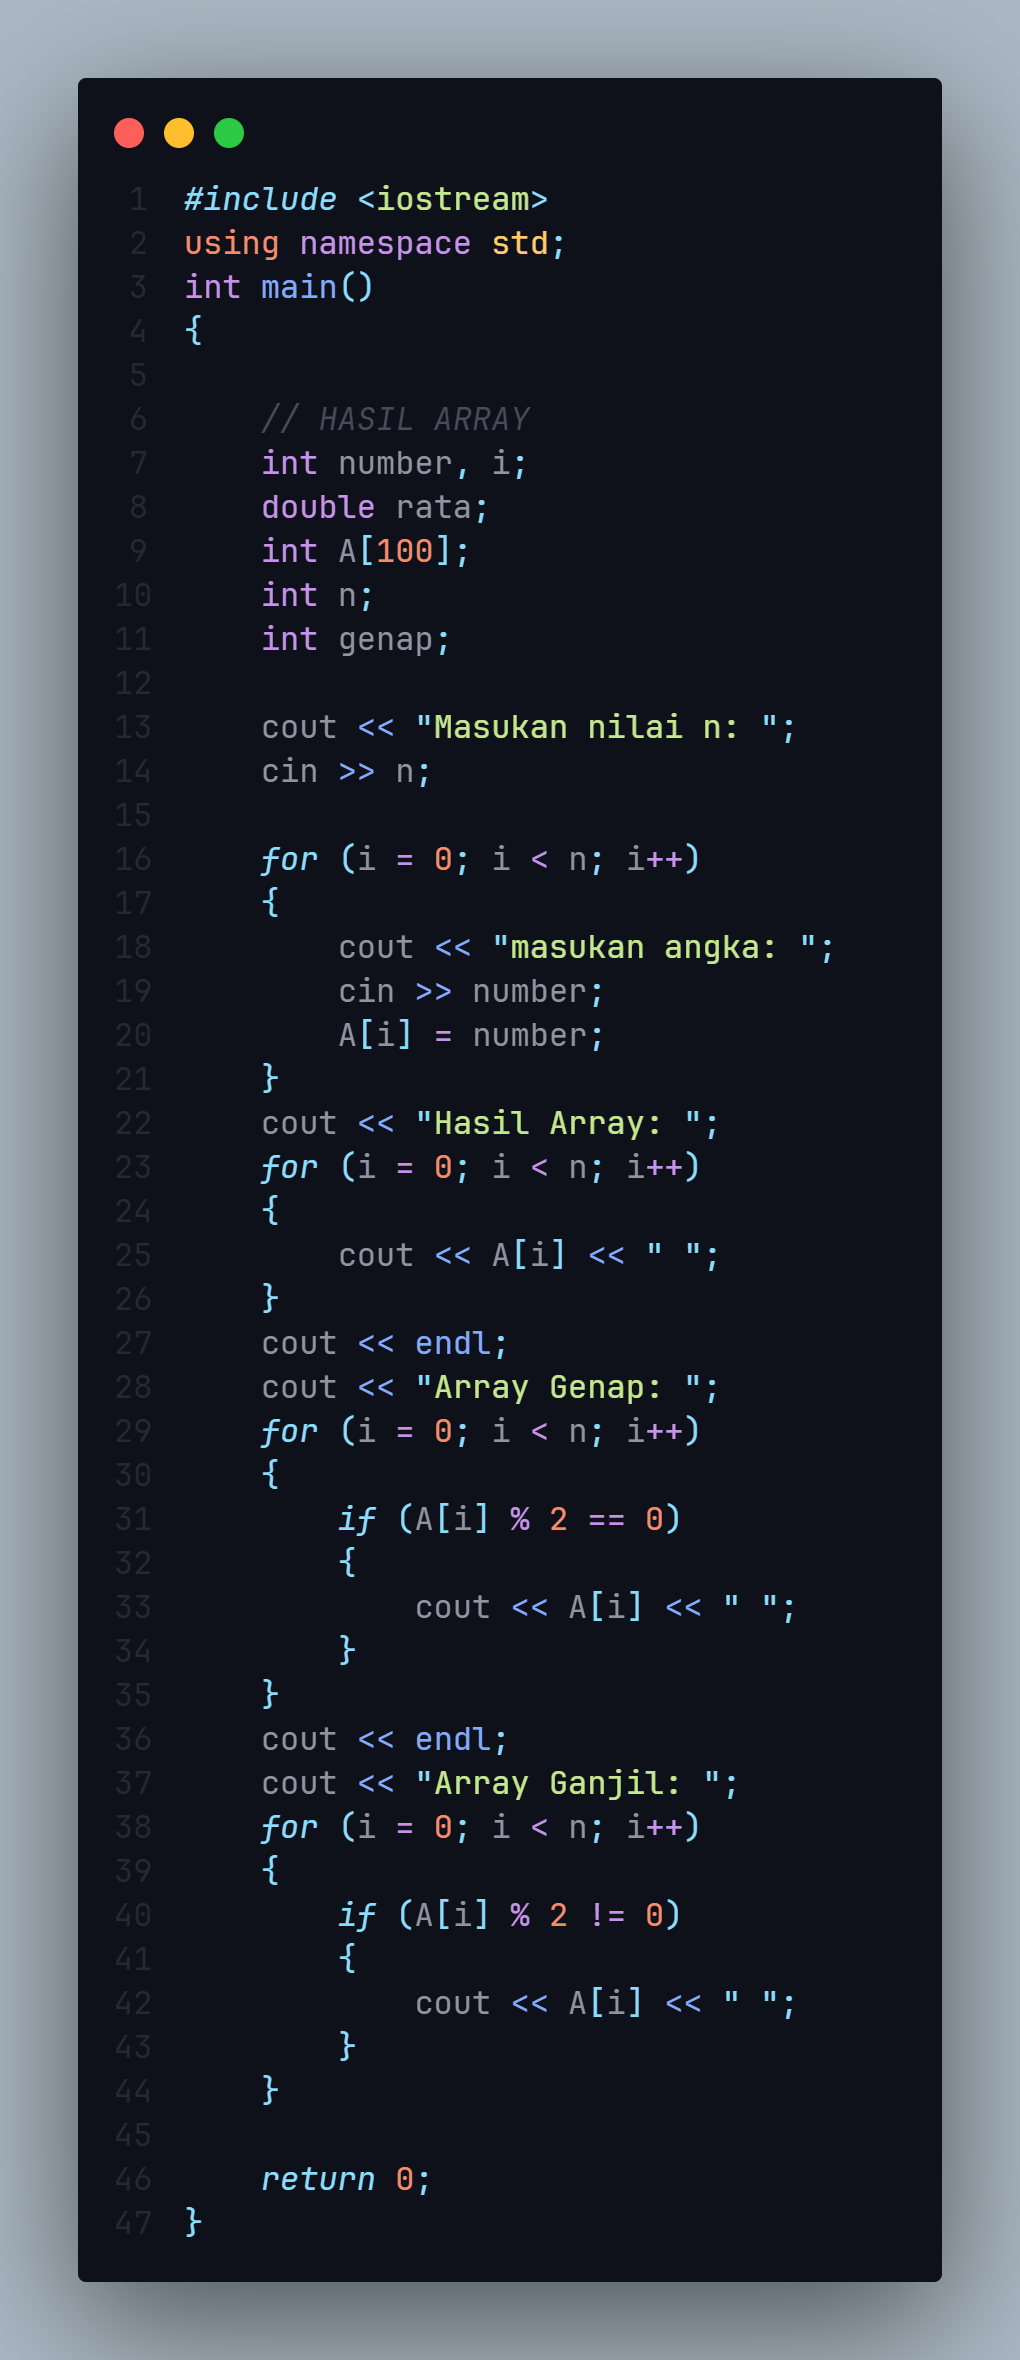 1 #include <iostream>
2 using namespace std;
3 int main()
4 {
5
6     // HASIL ARRAY
7     int number, i;
8     double rata;
9     int A[100];
10     int n;
11     int genap;
12
13     cout << "Masukan nilai n: ";
14     cin >> n;
15
16     for (i = 0; i < n; i++)
17     {
18         cout << "masukan angka: ";
19         cin >> number;
20         A[i] = number;
21     }
22     cout << "Hasil Array: ";
23     for (i = 0; i < n; i++)
24     {
25         cout << A[i] << " ";
26     }
27     cout << endl;
28     cout << "Array Genap: ";
29     for (i = 0; i < n; i++)
30     {
31         if (A[i] % 2 == 0)
32         {
33             cout << A[i] << " ";
34         }
35     }
36     cout << endl;
37     cout << "Array Ganjil: ";
38     for (i = 0; i < n; i++)
39     {
40         if (A[i] % 2 != 0)
41         {
42             cout << A[i] << " ";
43         }
44     }
45
46     return 0;
47 }